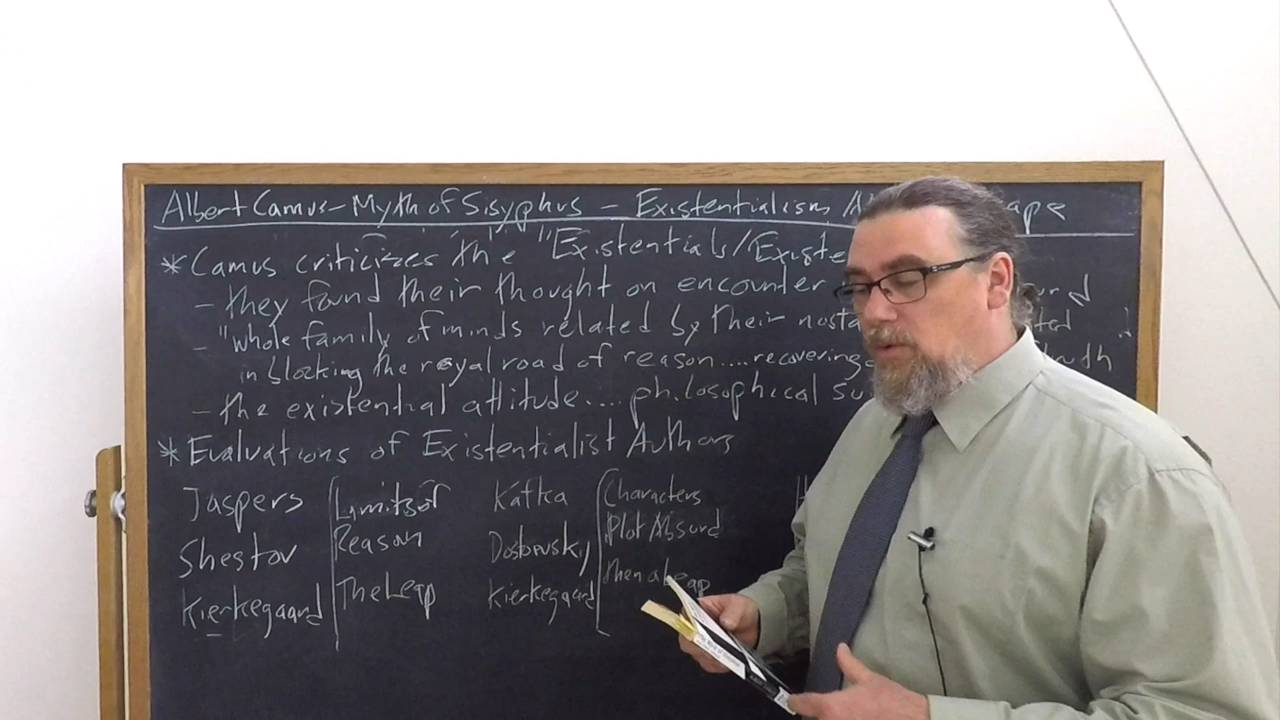 Albert Camus - Myth of Sisyphus - Existentialism
* Camus criticizes the "Existentials/Existe
- they found their thought on encounter
- "whole family of minds related by their nosta
in blocking the royal road of reason....recovering
- the existential attitude.... philosophical su
* Evaluations of Existentialist Authors
Jaspers
Shestov
Kierkegaard
Limits of
Reason
The Leap
Kafka
Dostoevsky
Kierkegaard
Characters
Plot Absurd
then a Leap